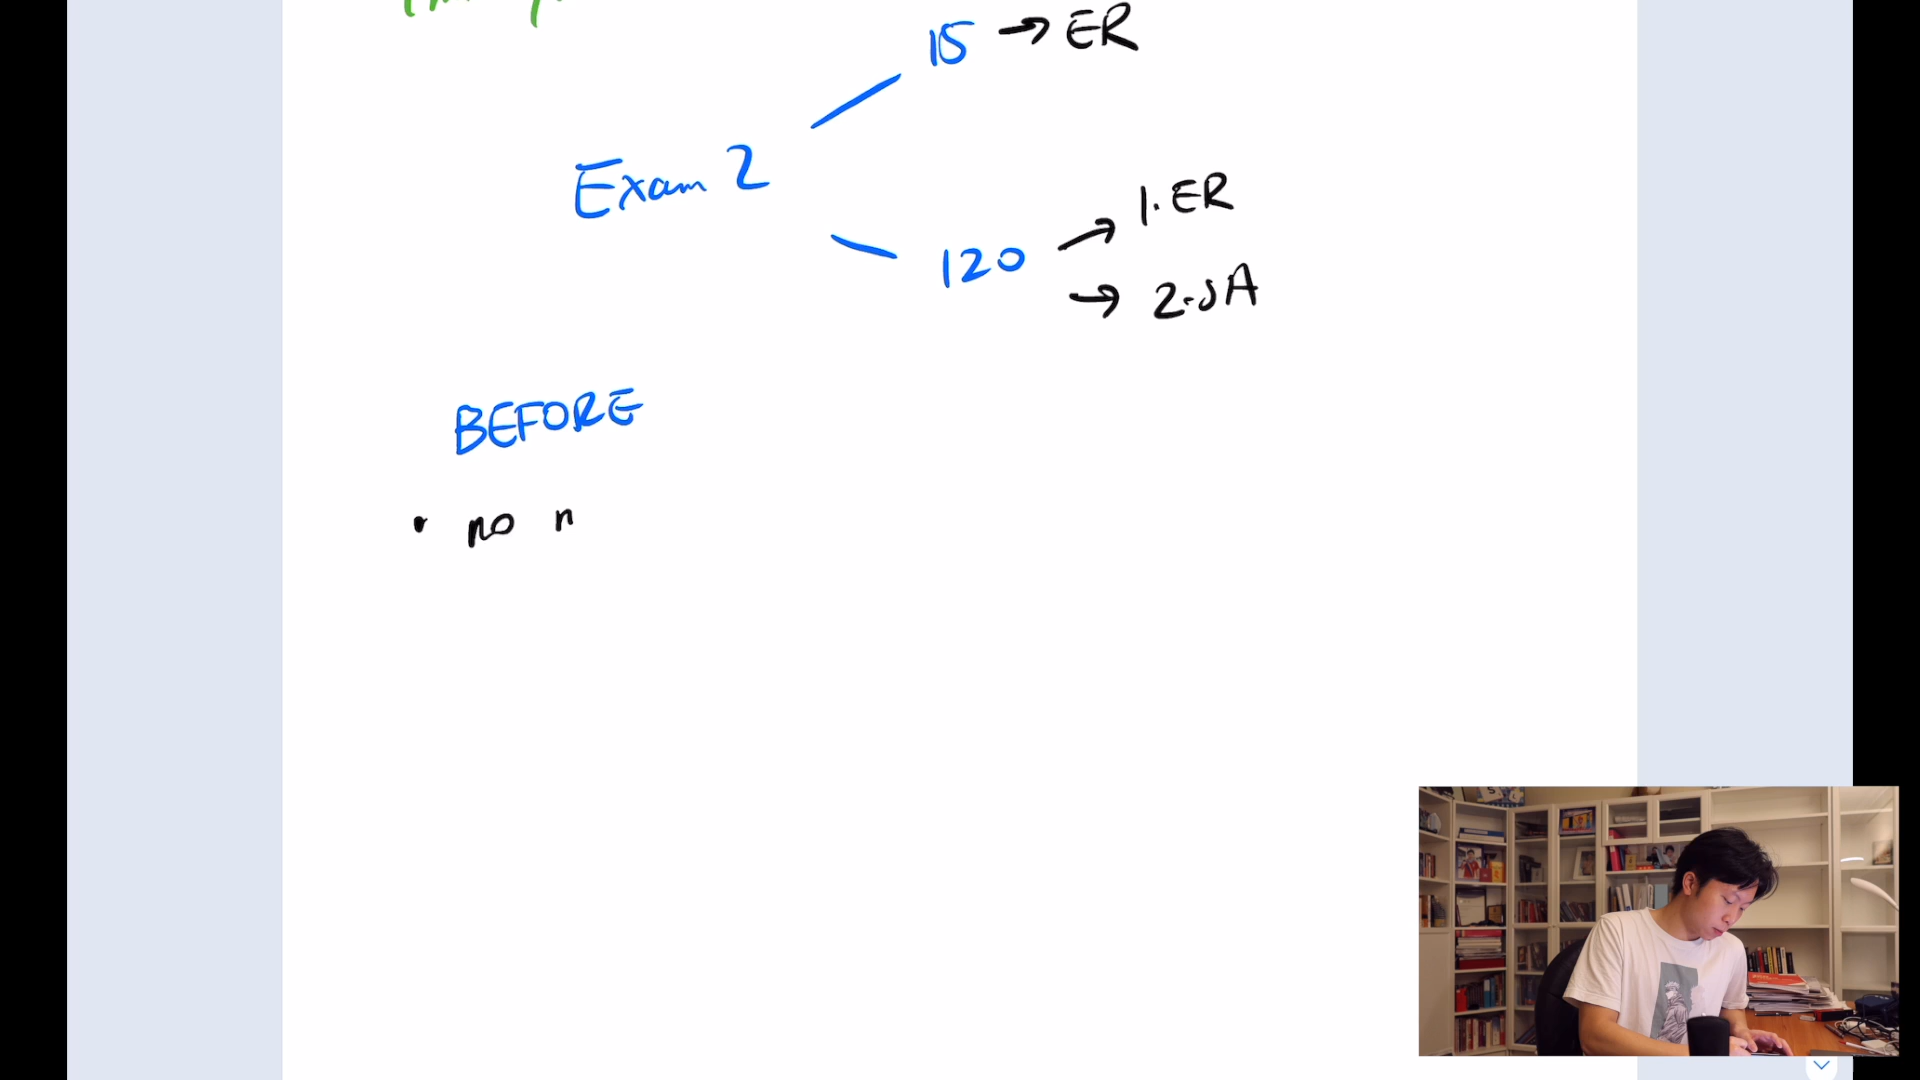 15 → ER
Exam 2
120 → 1. ER
→ 2. SA
BEFORE
• no n